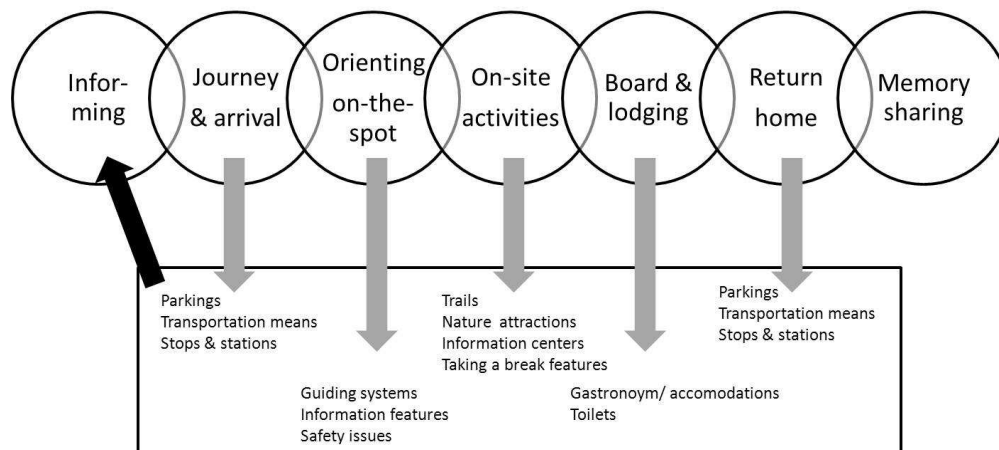 Infor-
ming
Journey
& arrival
Orienting
on-the-
spot
On-site
activities
Board &
lodging
Return
home
Memory
sharing
Parkings
Transportation means
Stops & stations
Guiding systems
Information features
Safety issues
Trails
Nature attractions
Information centers
Taking a break features
Gastronoym/ accomodations
Toilets
Parkings
Transportation means
Stops & stations